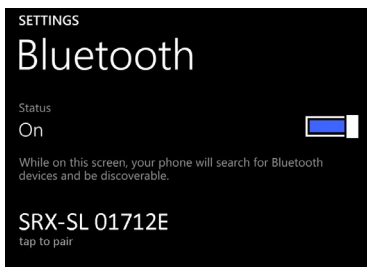 SETTINGS
Bluetooth
Status
On
While on this screen, your phone will search for Bluetooth
devices and be discoverable.
SRX-SL 01712E
tap to pair